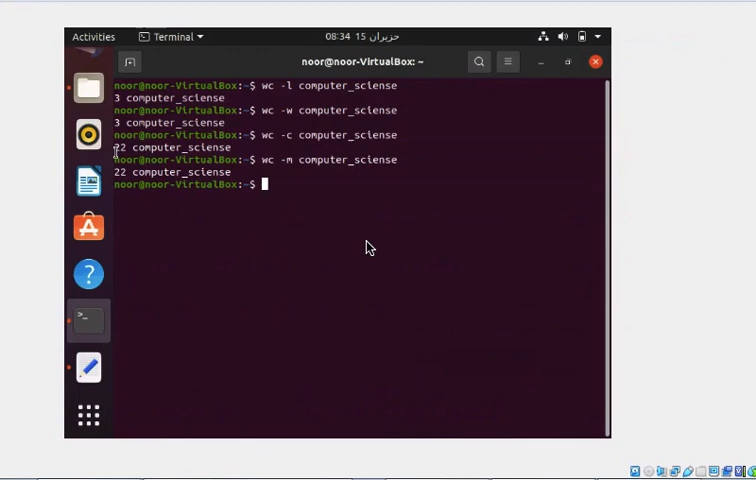 Activities
Terminal
08:34 15 حزيران
noor@noor-VirtualBox: ~
noor@noor-VirtualBox:~$ wc -l computer_sciense
3 computer_sciense
noor@noor-VirtualBox:~$ wc -w computer_sciense
3 computer_sciense
noor@noor-VirtualBox:~$ wc -c computer_sciense
22 computer_sciense
noor@noor-VirtualBox:~$ wc -m computer_sciense
22 computer_sciense
noor@noor-VirtualBox:~$